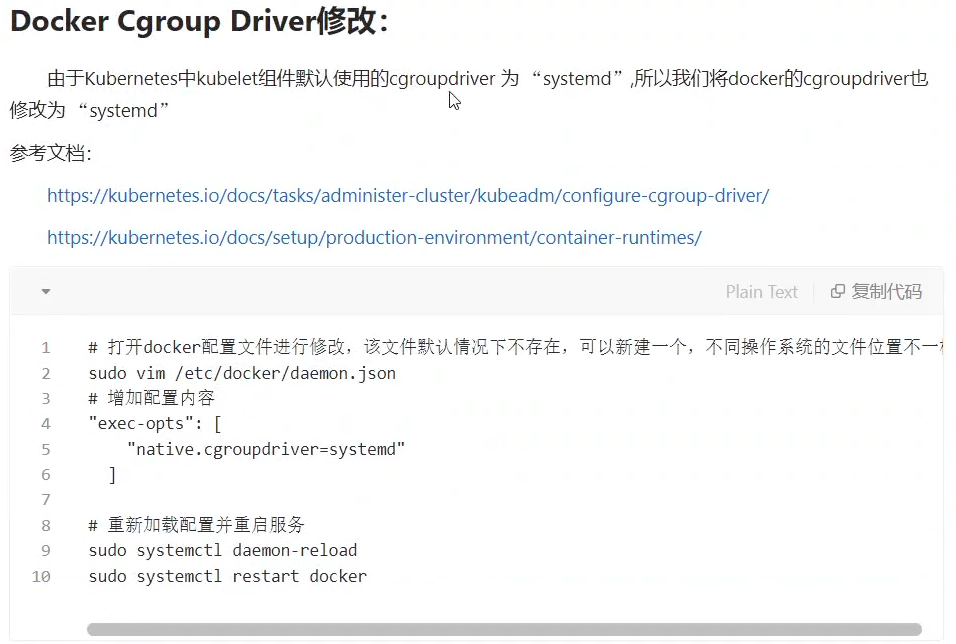 Docker Cgroup Driver修改：
由于Kubernetes中kubelet组件默认使用的cgroupdriver 为 “systemd”,所以我们将docker的cgroupdriver也
修改为 “systemd”
参考文档:
https://kubernetes.io/docs/tasks/administer-cluster/kubeadm/configure-cgroup-driver/
https://kubernetes.io/docs/setup/production-environment/container-runtimes/
Plain Text 复制代码
1 # 打开docker配置文件进行修改，该文件默认情况下不存在，可以新建一个，不同操作系统的文件位置不一
2 sudo vim /etc/docker/daemon.json
3 # 增加配置内容
4 "exec-opts": [
5 "native.cgroupdriver=systemd"
6 ]
7
8 # 重新加载配置并重启服务
9 sudo systemctl daemon-reload
10 sudo systemctl restart docker